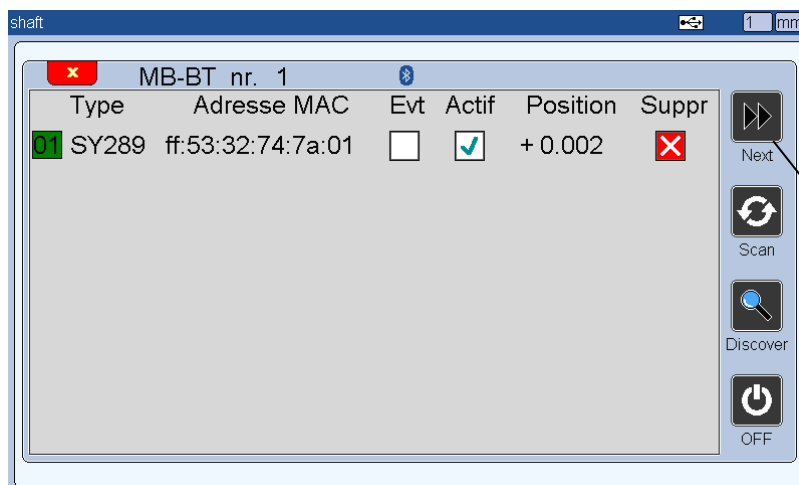 shaft 1 mm
MB-BT nr. 1
Type Adresse MAC Evt Actif Position Suppr
01 SY289 ff:53:32:74:7a:01 + 0.002
Next
Scan
Discover
OFF